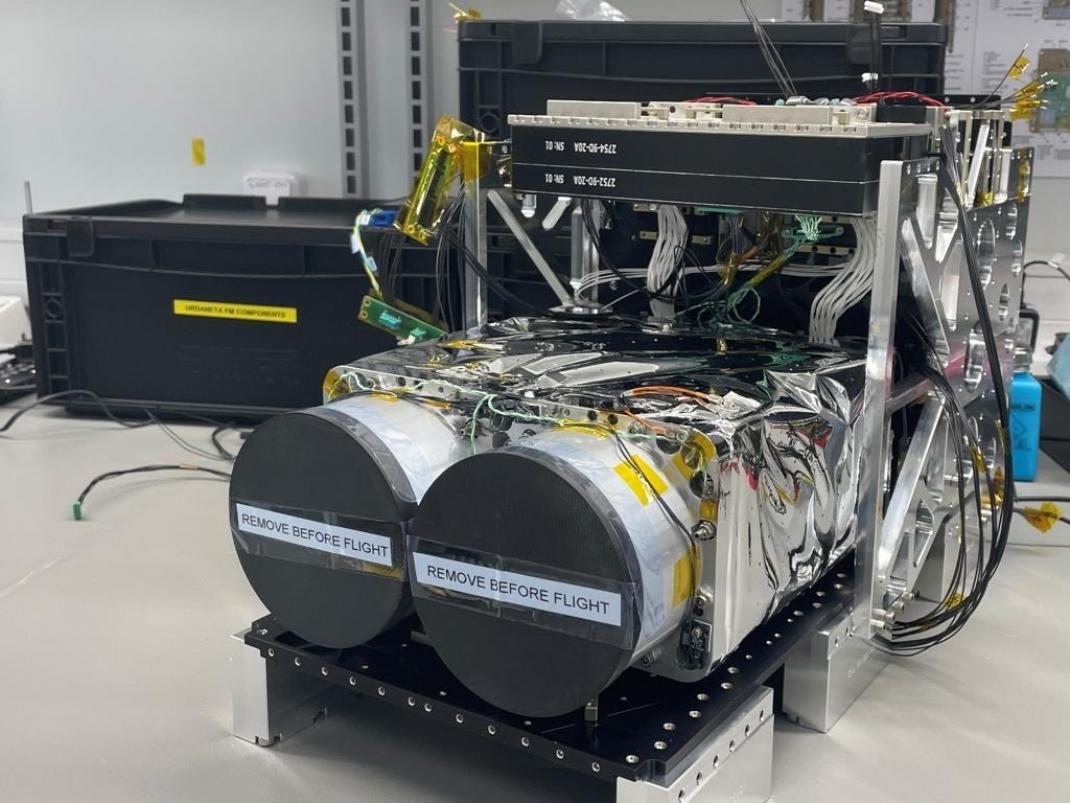 LIGHT ON
2754-9D-20A SN: 01
2752-9D-20A SN: 01
URDANETA FM COMPONENTS
REMOVE BEFORE FLIGHT
REMOVE BEFORE FLIGHT